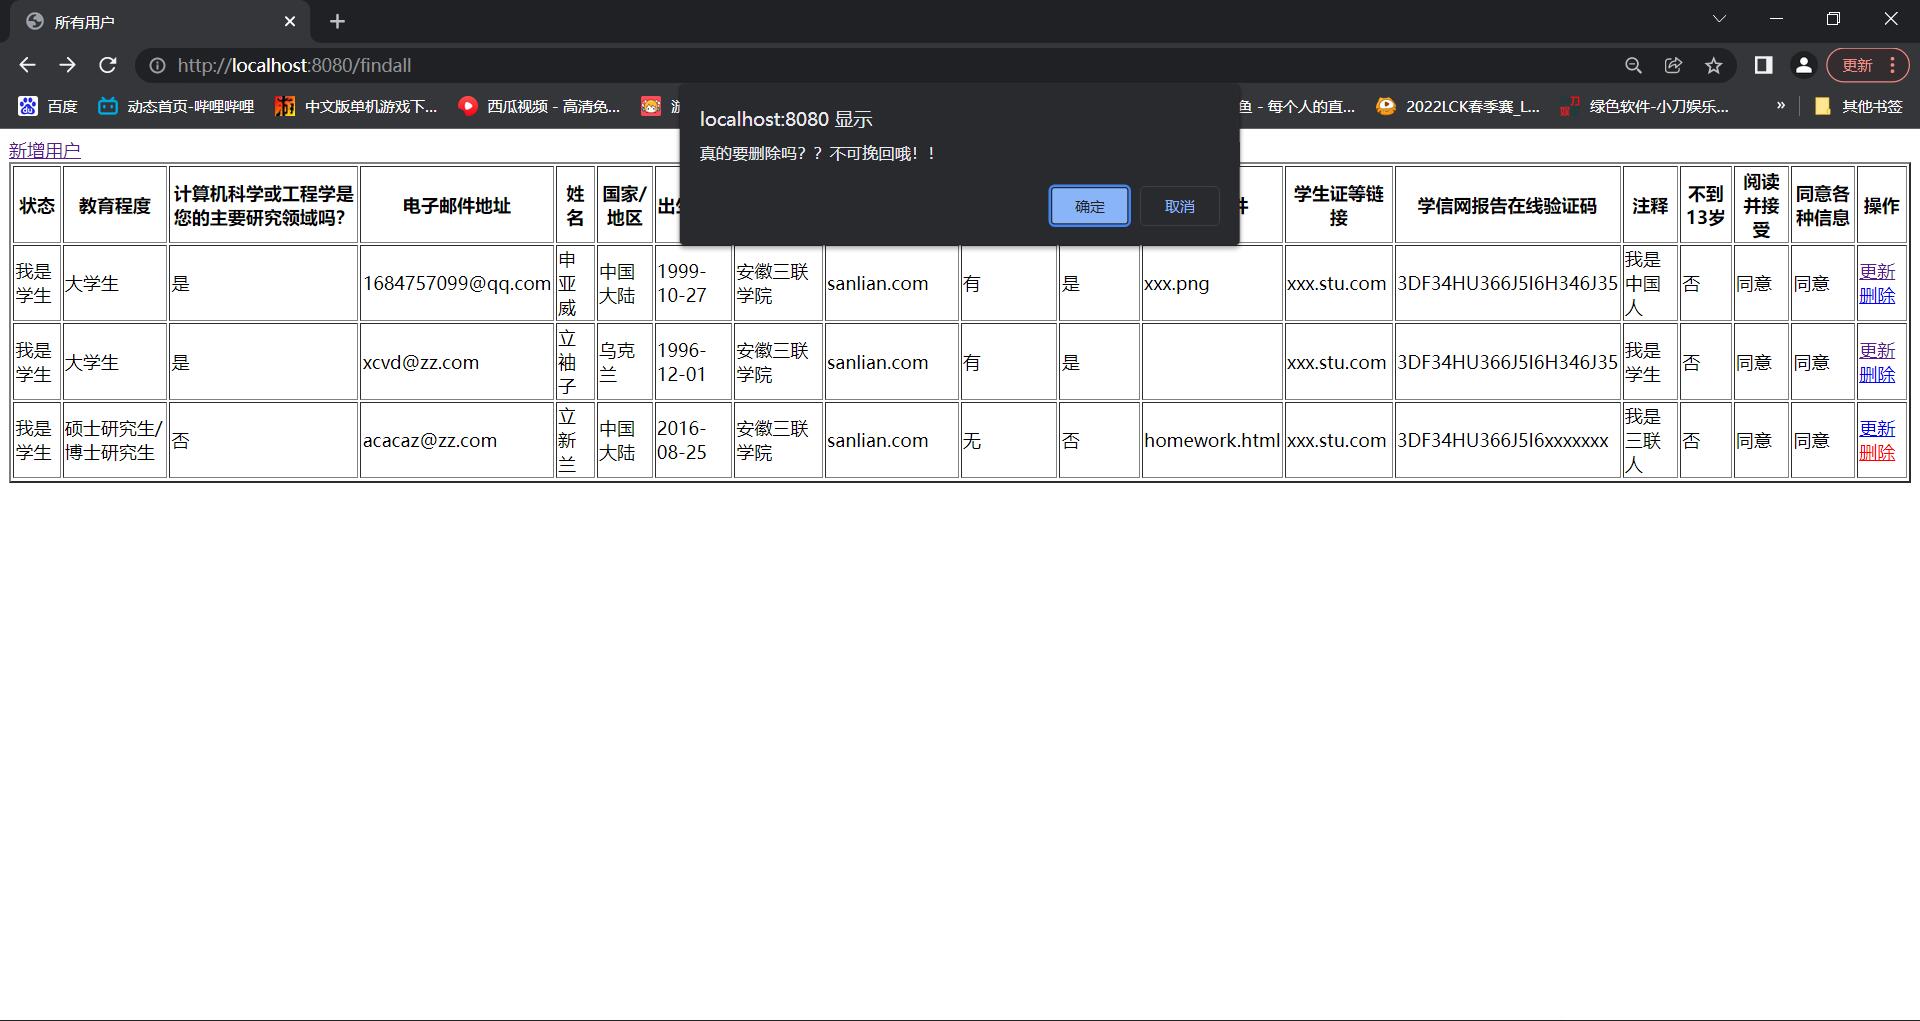 所有用户
http://localhost:8080/findall
更新
百度
动态首页-哔哩哔哩
中文版单机游戏下...
西瓜视频 - 高清免...
游
鱼 - 每个人的直...
2022LCK春季赛_L...
绿色软件-小刀娱乐...
»
其他书签
localhost:8080 显示
真的要删除吗？？不可挽回哦！！
确定
取消
新增用户
状态
教育程度
计算机科学或工程学是
您的主要研究领域吗?
电子邮件地址
姓
名
国家/
地区
学生证等链
接
学信网报告在线验证码
注释
不到
13岁
阅读
并接
受
同意各
种信息
操作
我是
学生
大学生
是
1684757099@qq.com
申
亚
威
中国
大陆
1999-
10-27
安徽三联
学院
sanlian.com
有
是
xxx.png
xxx.stu.com
3DF34HU366J5I6H346J35
我是
中国
人
否
同意
同意
更新
删除
我是
学生
大学生
是
xcvd@zz.com
立
袖
子
乌克
兰
1996-
12-01
安徽三联
学院
sanlian.com
有
是
xxx.stu.com
3DF34HU366J5I6H346J35
我是
学生
否
同意
同意
更新
删除
我是
学生
硕士研究生/
博士研究生
否
acacaz@zz.com
立
新
兰
中国
大陆
2016-
08-25
安徽三联
学院
sanlian.com
无
否
homework.html
xxx.stu.com
3DF34HU366J5I6xxxxxxx
我是
三联
人
否
同意
同意
更新
删除